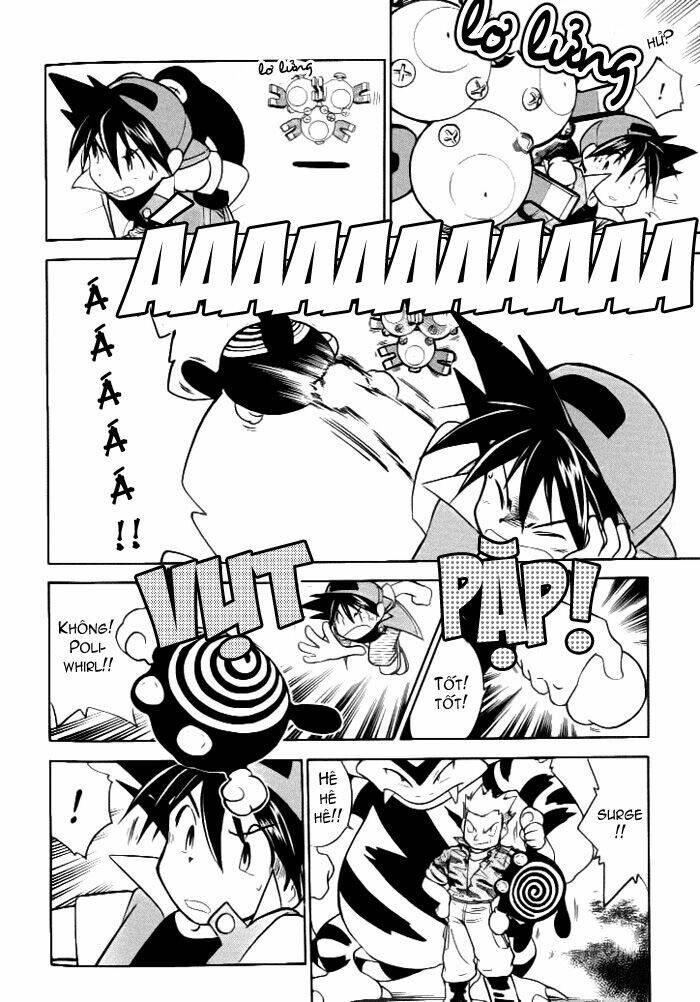 lơ lửng
HỬ?
!
lơ lửng
AAAAAAAAAAA
Á
Á
Á
Á
Á
Á
!!
PẶP!
TỐT!
TỐT!
VỤT
KHÔNG!
POLI-
WHIRL!!
SURGE
!!
HÊ
HÊ
HÊ!!
!